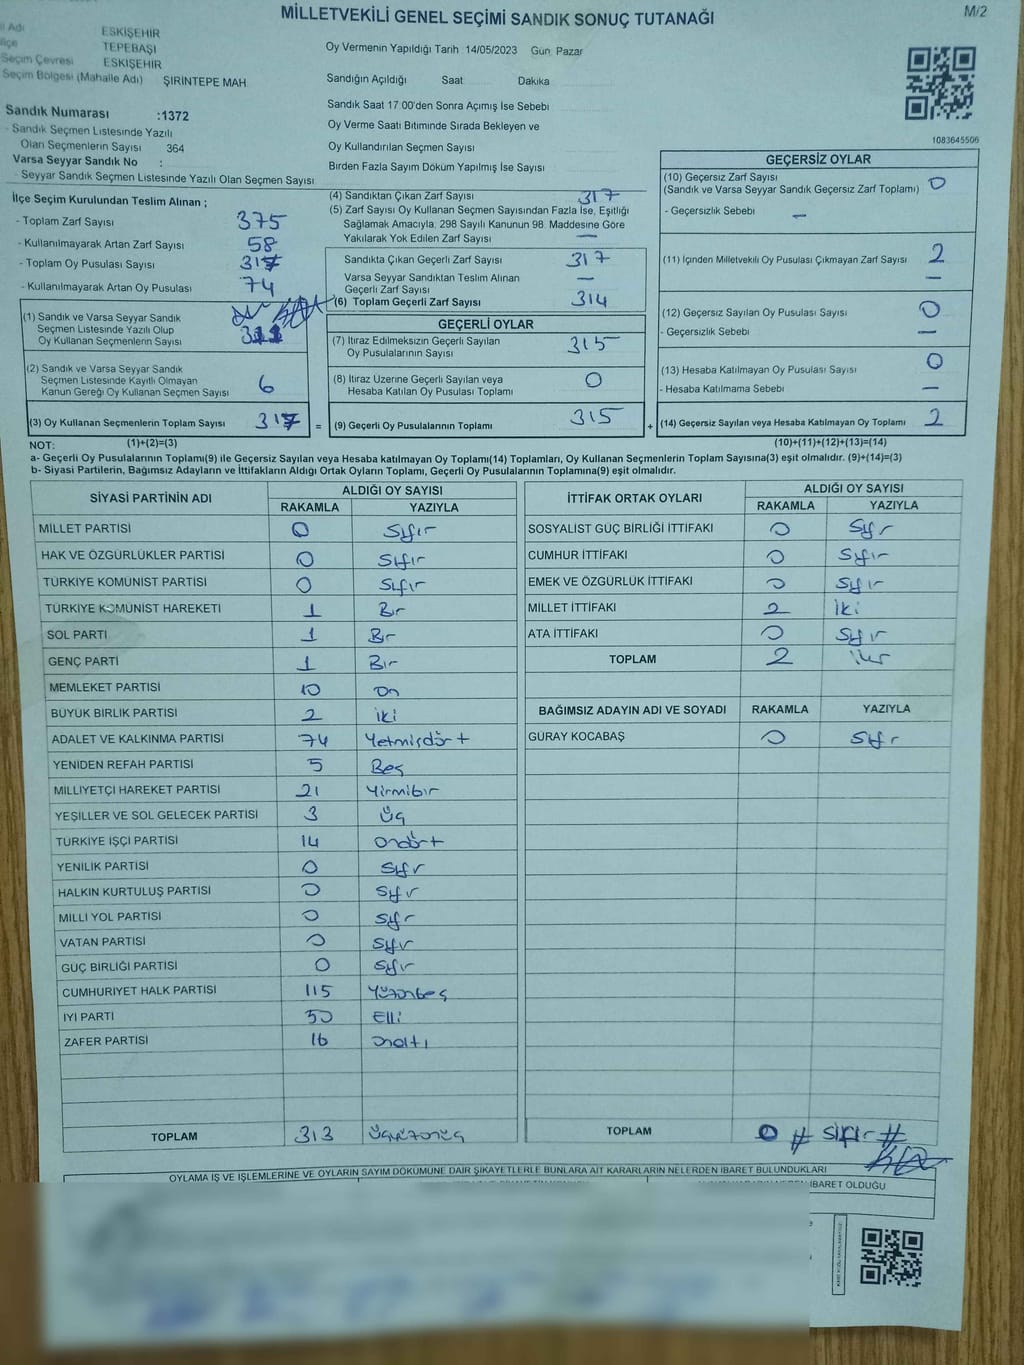 MİLLETVEKİLİ GENEL SEÇİMİ SANDIK SONUÇ TUTANAĞI
M/2
İl Adı ESKİŞEHİR
İlçe TEPEBAŞI
Seçim Çevresi ESKİŞEHİR
Seçim Bölgesi (Mahalle Adı) ŞİRİNTEPE MAH.
Sandık Numarası :1372
- Sandık Seçmen Listesinde Yazılı
Olan Seçmenlerin Sayısı 364
Varsa Seyyar Sandık No :
- Seyyar Sandık Seçmen Listesinde Yazılı Olan Seçmen Sayısı
Oy Vermenin Yapıldığı Tarih 14/05/2023 Gün Pazar
Sandığın Açıldığı Saat Dakika
Sandık Saat 17 00'den Sonra Açımış İse Sebebi
Oy Verme Saati Bitiminde Sırada Bekleyen ve
Oy Kullandırılan Seçmen Sayısı
Birden Fazla Sayım Döküm Yapılmış İse Sayısı
1083645506
İlçe Seçim Kurulundan Teslim Alınan ;
- Toplam Zarf Sayısı 375
- Kullanılmayarak Artan Zarf Sayısı 58
- Toplam Oy Pusulası Sayısı 317
- Kullanılmayarak Artan Oy Pusulası 74
(1) Sandık ve Varsa Seyyar Sandık
Seçmen Listesinde Yazılı Olup
Oy Kullanan Seçmenlerin Sayısı
(2) Sandık ve Varsa Seyyar Sandık
Seçmen Listesinde Kayıtlı Olmayan
Kanun Gereği Oy Kullanan Seçmen Sayısı 6
(3) Oy Kullanan Seçmenlerin Toplam Sayısı 317 =
(1)+(2)=(3)
(4) Sandıktan Çıkan Zarf Sayısı 317
(5) Zarf Sayısı Oy Kullanan Seçmen Sayısından Fazla İse, Eşitliği
Sağlamak Amacıyla, 298 Sayılı Kanunun 98. Maddesine Göre
Yakılarak Yok Edilen Zarf Sayısı —
Sandıkta Çıkan Geçerli Zarf Sayısı 317
Varsa Seyyar Sandıktan Teslim Alınan
Geçerli Zarf Sayısı —
(6) Toplam Geçerli Zarf Sayısı 314
GEÇERLİ OYLAR
(7) İtiraz Edilmeksizin Geçerli Sayılan
Oy Pusulalarının Sayısı 315
(8) İtiraz Üzerine Geçerli Sayılan veya
Hesaba Katılan Oy Pusulası Toplamı 0
(9) Geçerli Oy Pusulalarının Toplamı 315 +
GEÇERSİZ OYLAR
(10) Geçersiz Zarf Sayısı
(Sandık ve Varsa Seyyar Sandık Geçersiz Zarf Toplamı) 0
- Geçersizlik Sebebi —
(11) İçinden Milletvekili Oy Pusulası Çıkmayan Zarf Sayısı 2
—
(12) Geçersiz Sayılan Oy Pusulası Sayısı 0
- Geçersizlik Sebebi —
(13) Hesaba Katılmayan Oy Pusulası Sayısı 0
- Hesaba Katılmama Sebebi —
(14) Geçersiz Sayılan veya Hesaba Katılmayan Oy Toplamı 2
(10)+(11)+(12)+(13)=(14)
NOT:
a- Geçerli Oy Pusulalarının Toplamı(9) ile Geçersiz Sayılan veya Hesaba katılmayan Oy Toplamı(14) Toplamları, Oy Kullanan Seçmenlerin Toplam Sayısına(3) eşit olmalıdır. (9)+(14)=(3)
b- Siyasi Partilerin, Bağımsız Adayların ve İttifakların Aldığı Ortak Oyların Toplamı, Geçerli Oy Pusulalarının Toplamına(9) eşit olmalıdır.
SİYASİ PARTİNİN ADI ALDIĞI OY SAYISI
RAKAMLA YAZIYLA
MİLLET PARTİSİ 0 Sıfır
HAK VE ÖZGÜRLÜKLER PARTİSİ 0 Sıfır
TÜRKİYE KOMÜNİST PARTİSİ 0 Sıfır
TÜRKİYE KOMÜNİST HAREKETİ 1 Bir
SOL PARTİ 1 Bir
GENÇ PARTİ 1 Bir
MEMLEKET PARTİSİ 10 On
BÜYÜK BİRLİK PARTİSİ 2 iki
ADALET VE KALKINMA PARTİSİ 74 Yetmişdört
YENİDEN REFAH PARTİSİ 5 Beş
MİLLİYETÇİ HAREKET PARTİSİ 21 Yirmibir
YEŞİLLER VE SOL GELECEK PARTİSİ 3 Üç
TÜRKİYE İŞÇİ PARTİSİ 14 Ondört
YENİLİK PARTİSİ 0 Sıfır
HALKIN KURTULUŞ PARTİSİ 0 Sıfır
MİLLİ YOL PARTİSİ 0 Sıfır
VATAN PARTİSİ 0 Sıfır
GÜÇ BİRLİĞİ PARTİSİ 0 Sıfır
CUMHURİYET HALK PARTİSİ 115 Yüzonbeş
İYİ PARTİ 50 Elli
ZAFER PARTİSİ 16 Onaltı
TOPLAM 313 Üçyüzonüç
İTTİFAK ORTAK OYLARI ALDIĞI OY SAYISI
RAKAMLA YAZIYLA
SOSYALİST GÜÇ BİRLİĞİ İTTİFAKI 0 Sıfır
CUMHUR İTTİFAKI 0 Sıfır
EMEK VE ÖZGÜRLÜK İTTİFAKI 0 Sıfır
MİLLET İTTİFAKI 2 İki
ATA İTTİFAKI 0 Sıfır
TOPLAM 2 iki
BAĞIMSIZ ADAYIN ADI VE SOYADI RAKAMLA YAZIYLA
GÜRAY KOCABAŞ 0 Sıfır
TOPLAM 0 # sıfır #
OYLAMA İŞ VE İŞLEMLERİNE VE OYLARIN SAYIM DÖKÜMÜNE DAİR ŞİKAYETLERLE BUNLARA AİT KARARLARIN NELERDEN İBARET BULUNDUKLARI
İBARET OLDUĞU